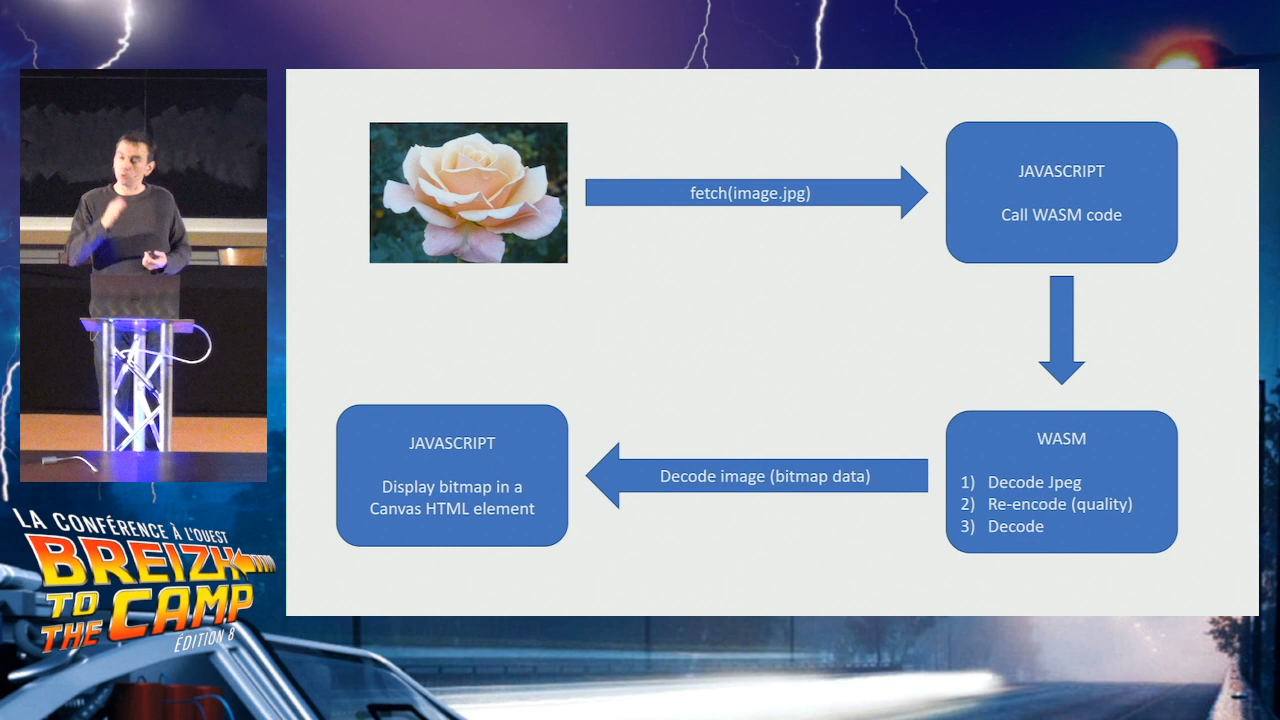 fetch(image.jpg)
JAVASCRIPT
Call WASM code
JAVASCRIPT
Display bitmap in a
Canvas HTML element
Decode image (bitmap data)
WASM
1) Decode Jpeg
2) Re-encode (quality)
3) Decode
LA CONFÉRENCE À L'OUEST
BREIZH
TO
THE CAMP
ÉDITION 8